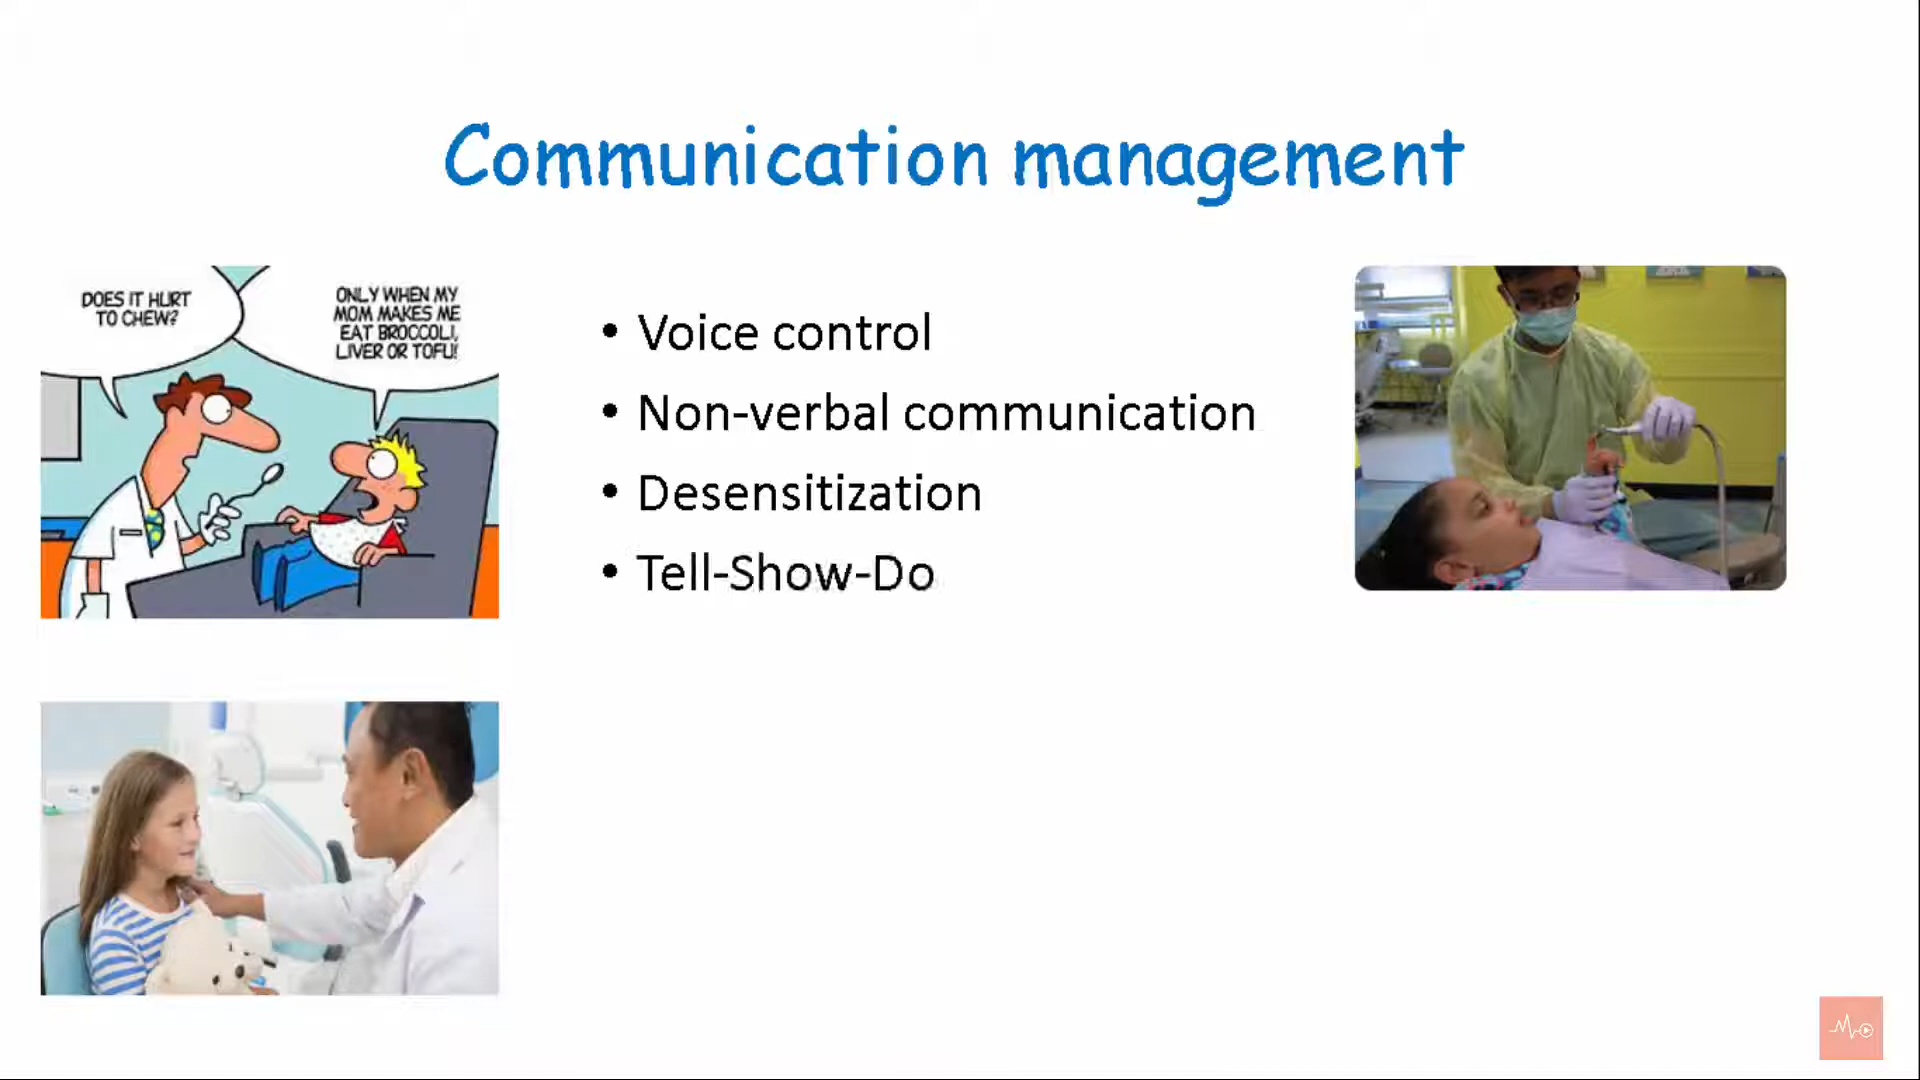 Communication management
DOES IT HURT
TO CHEW?
ONLY WHEN MY
MOM MAKES ME
EAT BROCCOLI,
LIVER OR TOFU!
• Voice control
• Non-verbal communication
• Desensitization
• Tell-Show-Do